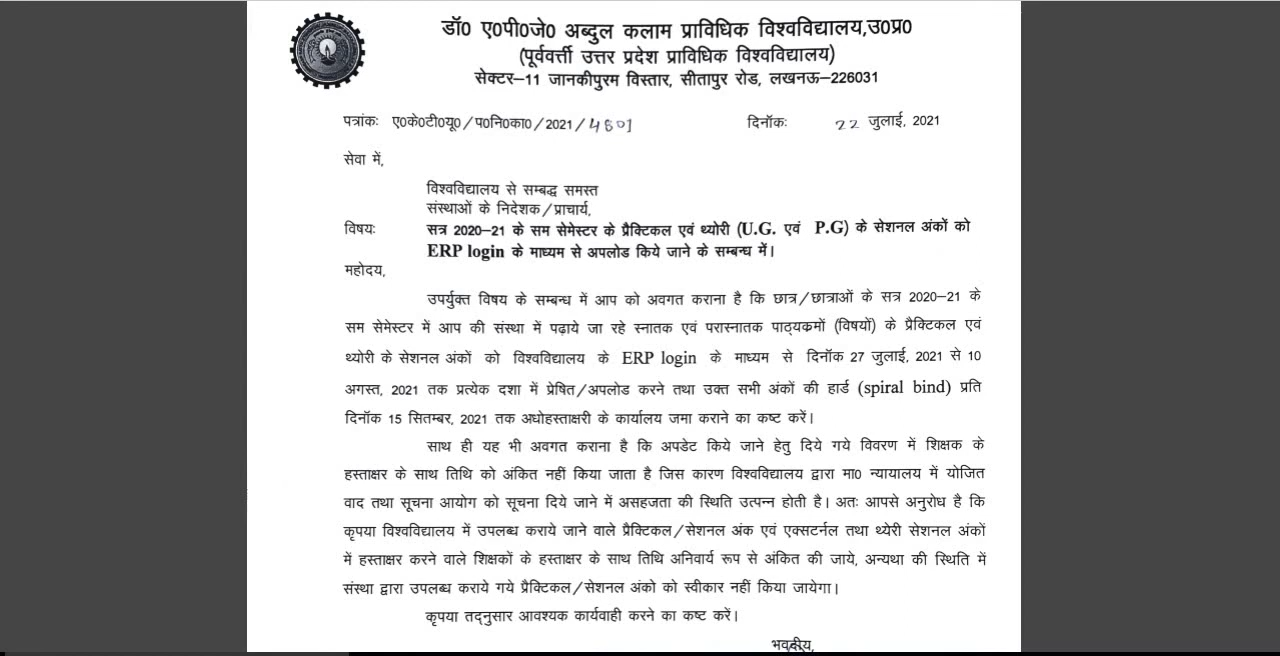 डॉ0 ए0पी0जे0 अब्दुल कलाम प्राविधिक विश्वविद्यालय,उ0प्र0
(पूर्ववर्त्ती उत्तर प्रदेश प्राविधिक विश्वविद्यालय)
सेक्टर–11 जानकीपुरम विस्तार, सीतापुर रोड, लखनऊ–226031
पत्रांकः ए0के0टी0यू0/प0नि0का0/2021/4801 दिनॉकः 22 जुलाई, 2021
सेवा में,
विश्वविद्यालय से सम्बद्ध समस्त
संस्थाओं के निदेशक/प्राचार्य,
विषयः सत्र 2020–21 के सम सेमेस्टर के प्रैक्टिकल एवं थ्योरी (U.G. एवं P.G) के सेशनल अंकों को
ERP login के माध्यम से अपलोड किये जाने के सम्बन्ध में।
महोदय,
उपर्युक्त विषय के सम्बन्ध में आप को अवगत कराना है कि छात्र/छात्राओं के सत्र 2020–21 के
सम सेमेस्टर में आप की संस्था में पढ़ाये जा रहे स्नातक एवं परास्नातक पाठ्यक्रमों (विषयों) के प्रैक्टिकल एवं
थ्योरी के सेशनल अंकों को विश्वविद्यालय के ERP login के माध्यम से दिनॉक 27 जुलाई, 2021 से 10
अगस्त, 2021 तक प्रत्येक दशा में प्रेषित/अपलोड करने तथा उक्त सभी अंकों की हार्ड (spiral bind) प्रति
दिनॉक 15 सितम्बर, 2021 तक अधोहस्ताक्षरी के कार्यालय जमा कराने का कष्ट करें।
साथ ही यह भी अवगत कराना है कि अपडेट किये जाने हेतु दिये गये विवरण में शिक्षक के
हस्ताक्षर के साथ तिथि को अंकित नहीं किया जाता है जिस कारण विश्वविद्यालय द्वारा मा0 न्यायालय में योजित
वाद तथा सूचना आयोग को सूचना दिये जाने में असहजता की स्थिति उत्पन्न होती है। अतः आपसे अनुरोध है कि
कृपया विश्वविद्यालय में उपलब्ध कराये जाने वाले प्रैक्टिकल/सेशनल अंक एवं एक्सटर्नल तथा थ्येरी सेशनल अंकों
में हस्ताक्षर करने वाले शिक्षकों के हस्ताक्षर के साथ तिथि अनिवार्य रूप से अंकित की जाये, अन्यथा की स्थिति में
संस्था द्वारा उपलब्ध कराये गये प्रैक्टिकल/सेशनल अंको को स्वीकार नहीं किया जायेगा।
कृपया तद्नुसार आवश्यक कार्यवाही करने का कष्ट करें।
भवदीय,